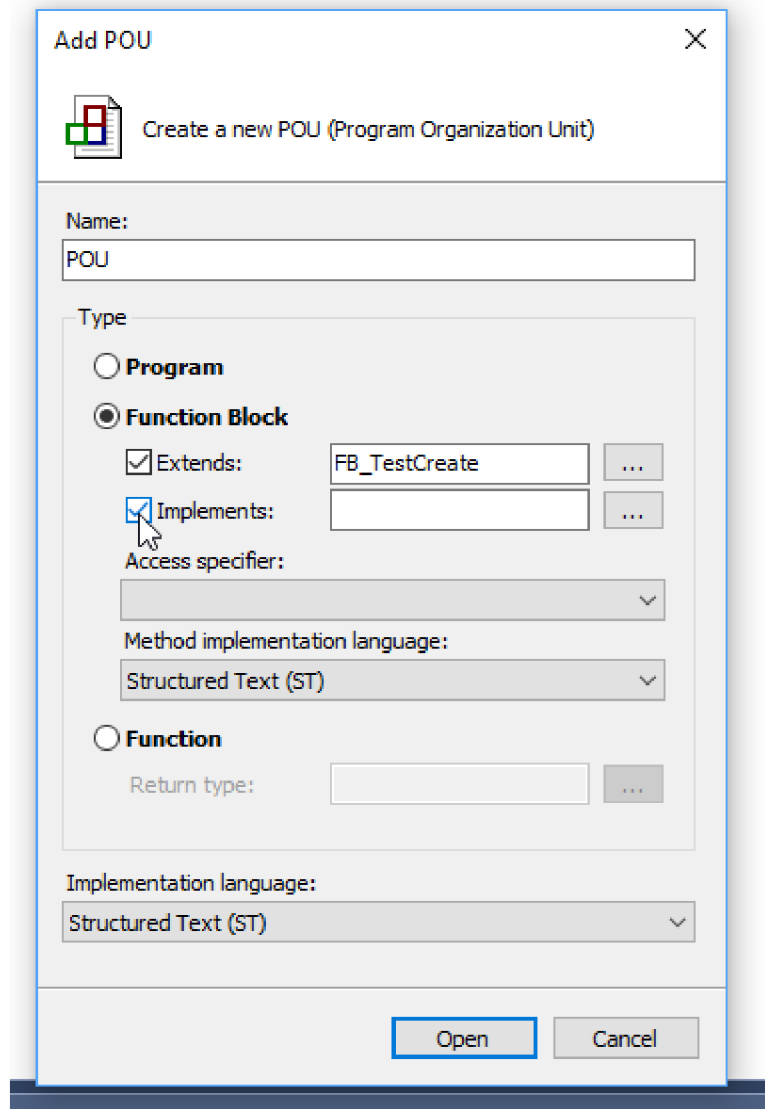 Add POU
Create a new POU (Program Organization Unit)
Name:
POU
Type
Program
Function Block
Extends: FB_TestCreate ...
Implements: ...
Access specifier:
Method implementation language:
Structured Text (ST)
Function
Return type: ...
Implementation language:
Structured Text (ST)
Open Cancel